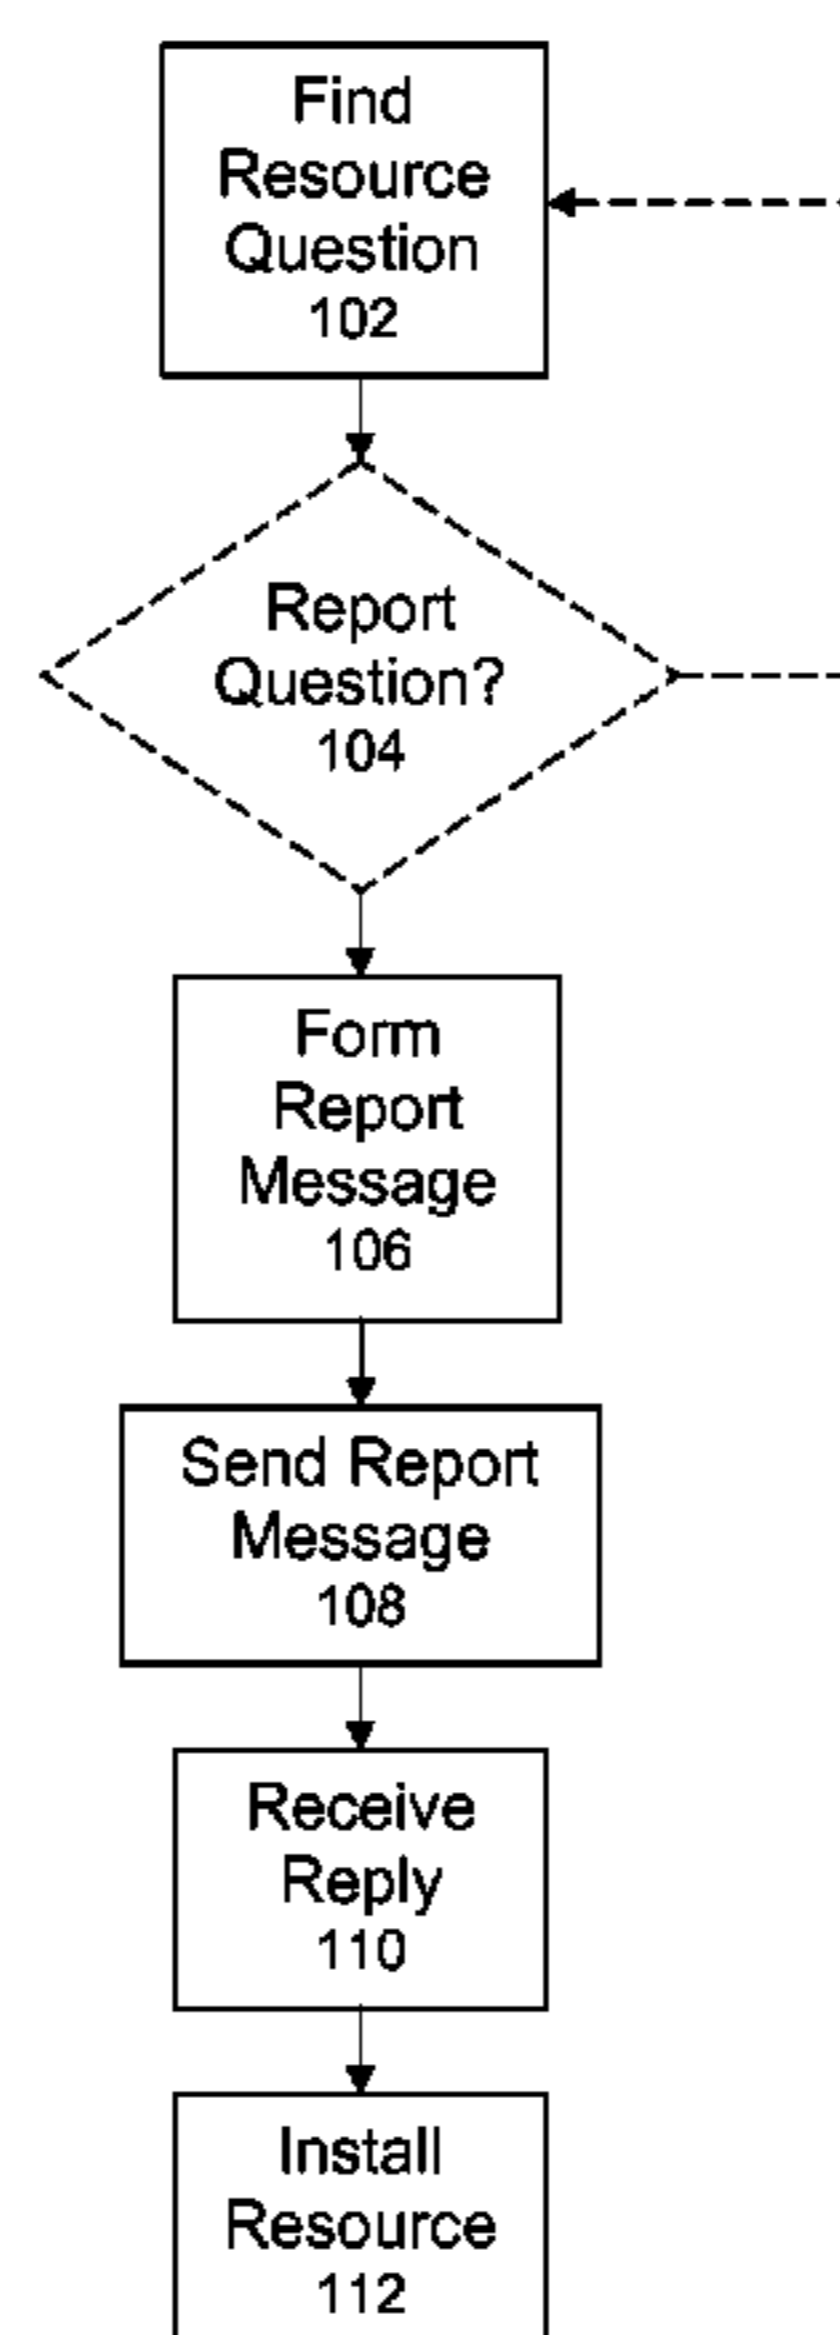 Find
Resource
Question
102
Report
Question?
104
Form
Report
Message
106
Send Report
Message
108
Receive
Reply
110
Install
Resource
112